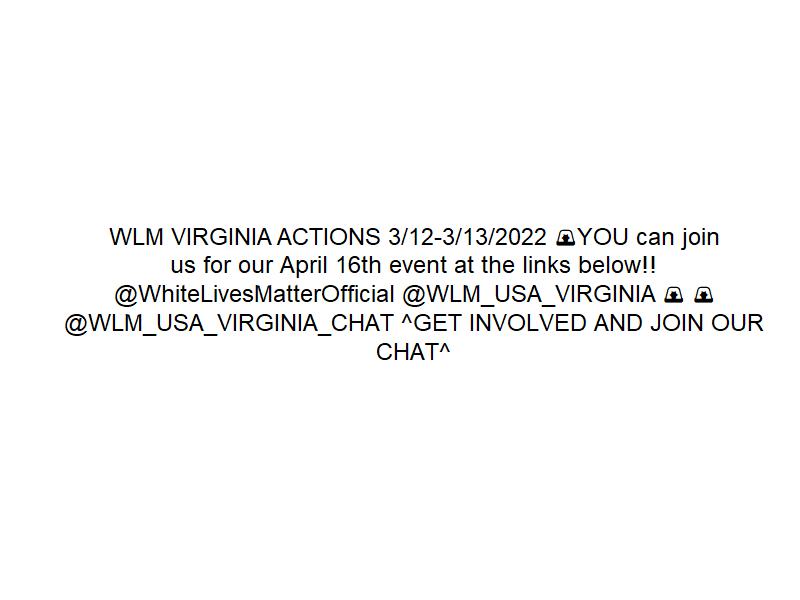 WLM VIRGINIA ACTIONS 3/12-3/13/2022 🚨YOU can join
us for our April 16th event at the links below!!
@WhiteLivesMatterOfficial @WLM_USA_VIRGINIA 🚨 🚨
@WLM_USA_VIRGINIA_CHAT ^GET INVOLVED AND JOIN OUR
CHAT^